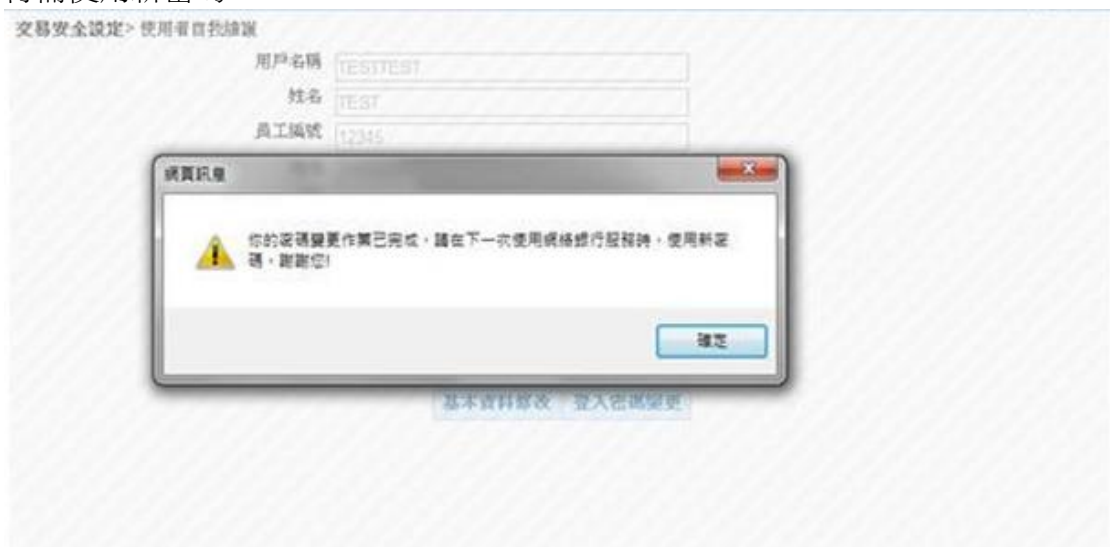 交易安全設定> 使用者自我維護
用戶名稱 TESTTEST
姓名 TEST
員工編號 12345
網頁訊息
你的密碼變更作業已完成，請在下一次使用網絡銀行服務時，使用新密
碼，謝謝您!
確定
基本資料修改 登入密碼變更